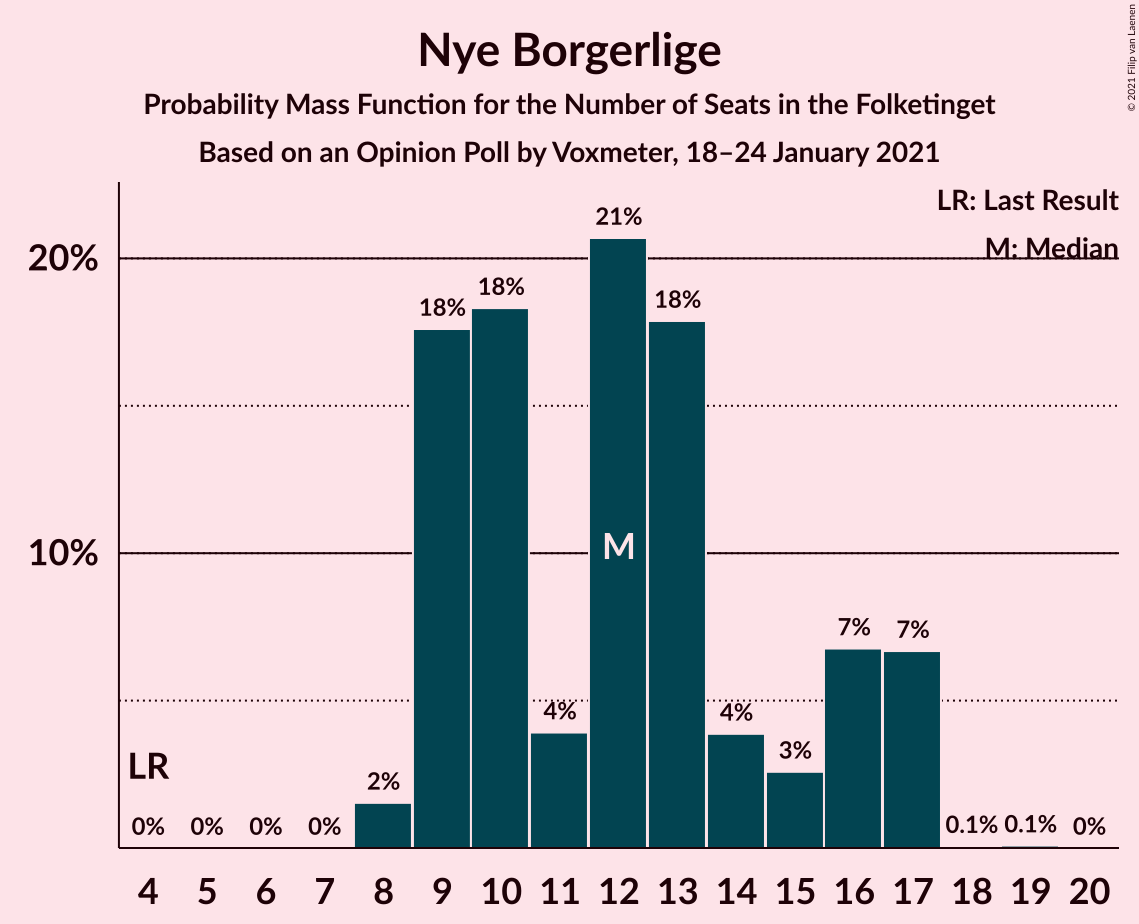 Nye Borgerlige
Probability Mass Function for the Number of Seats in the Folketinget
Based on an Opinion Poll by Voxmeter, 18–24 January 2021
© 2021 Filip van Laenen
LR: Last Result
M: Median
20%
10%
LR
M
0%
0%
0%
0%
2%
18%
18%
4%
21%
18%
4%
3%
7%
7%
0.1%
0.1%
0%
4 5 6 7 8 9 10 11 12 13 14 15 16 17 18 19 20